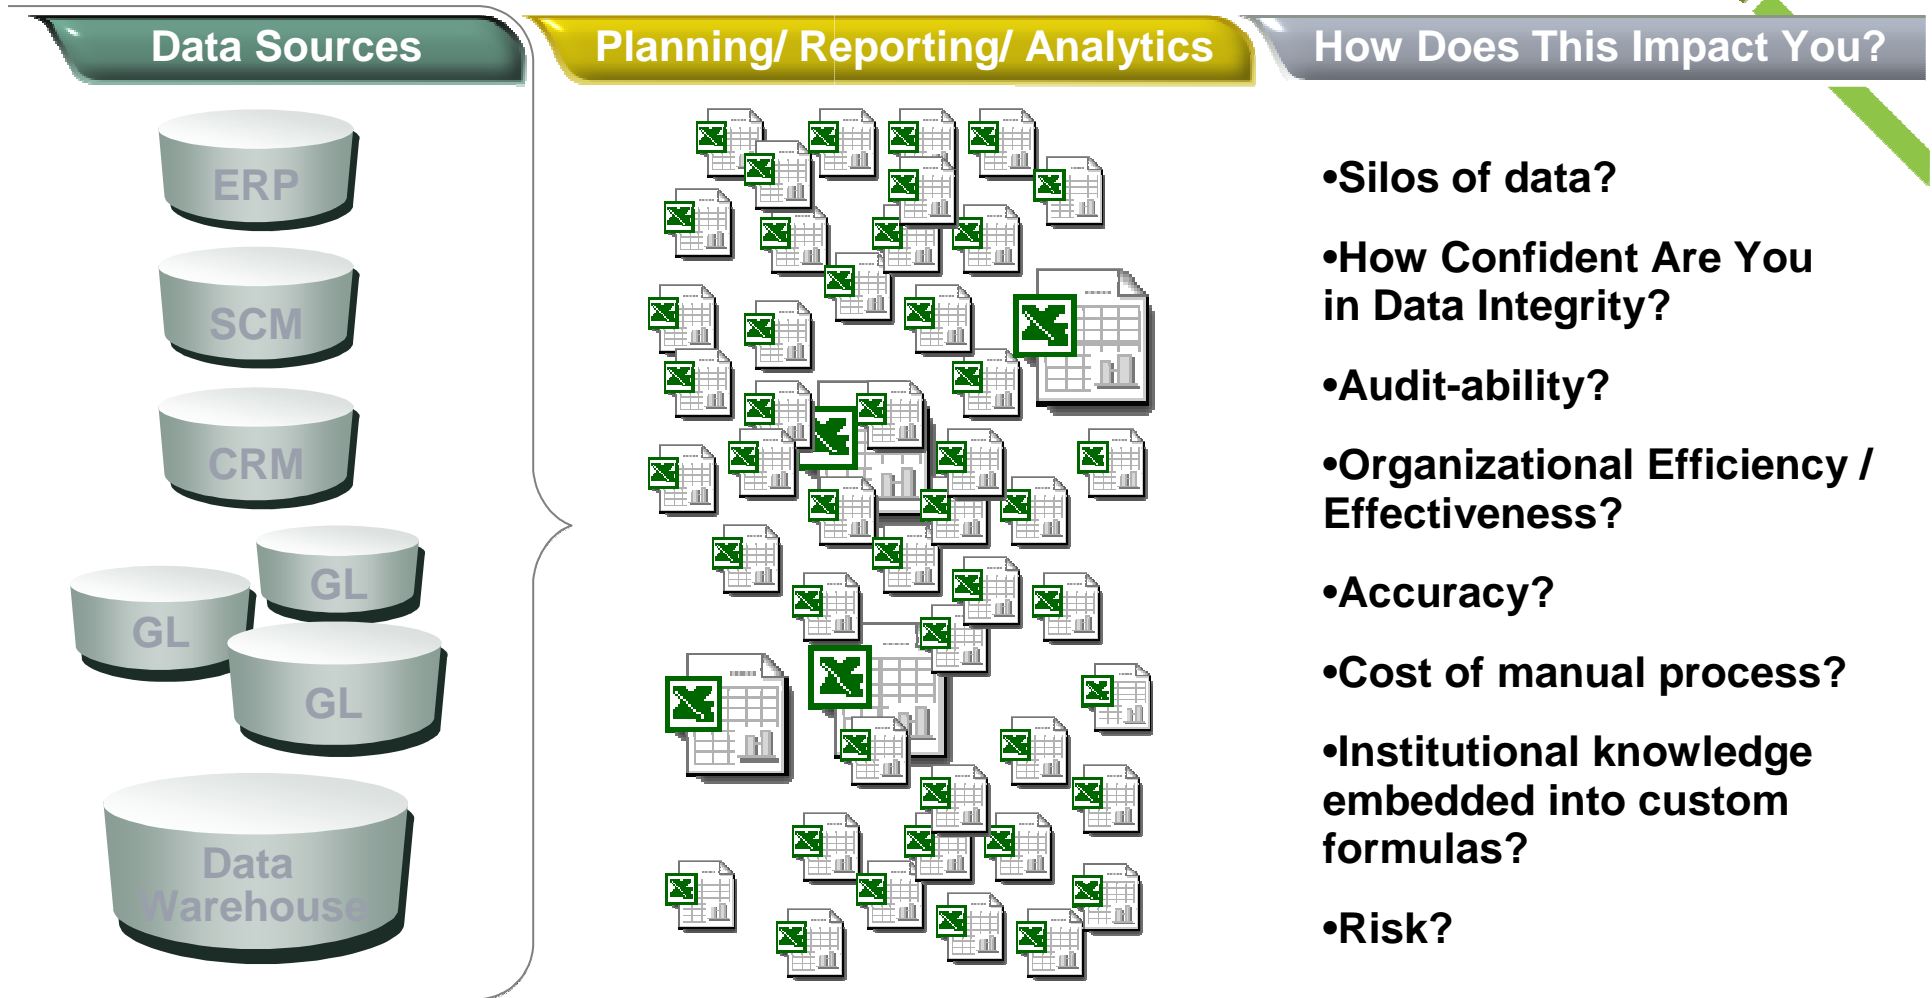 Data Sources
Planning/ Reporting/ Analytics
How Does This Impact You?
ERP
SCM
CRM
GL
GL
GL
Data
Warehouse
•Silos of data?
•How Confident Are You
in Data Integrity?
•Audit-ability?
•Organizational Efficiency /
Effectiveness?
•Accuracy?
•Cost of manual process?
•Institutional knowledge
embedded into custom
formulas?
•Risk?